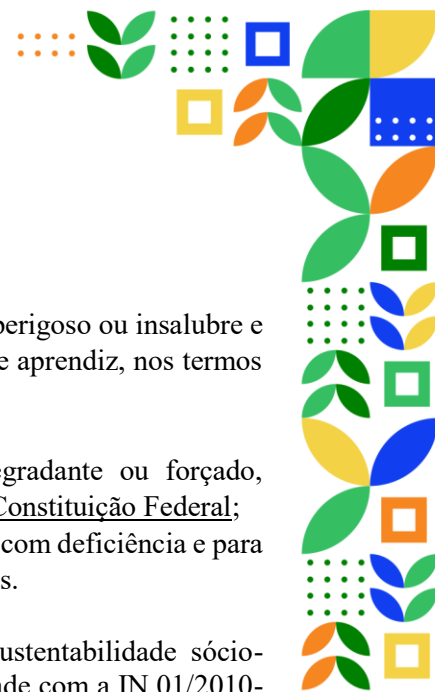 perigoso ou insalubre e
e aprendiz, nos termos
egradante ou forçado,
Constituição Federal;
com deficiência e para
s.
ustentabilidade sócio-
nde com a IN 01/2010-